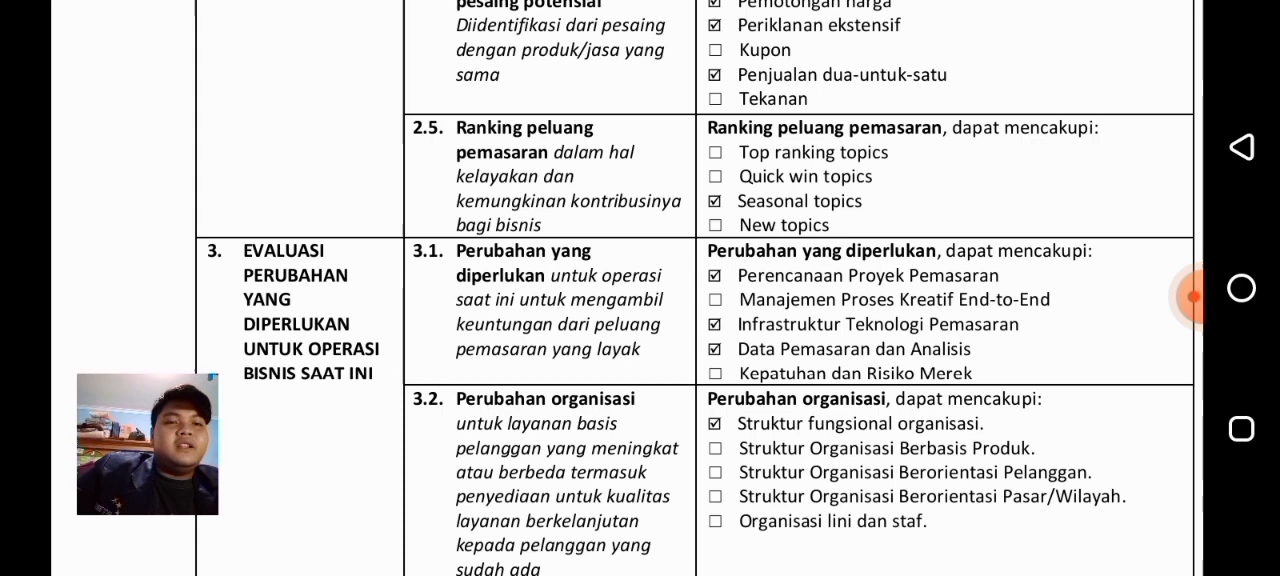 pesaing potensial
Diidentifikasi dari pesaing
dengan produk/jasa yang
sama
☑ Pemotongan harga
☑ Periklanan ekstensif
☐ Kupon
☑ Penjualan dua-untuk-satu
☐ Tekanan
2.5. Ranking peluang
pemasaran dalam hal
kelayakan dan
kemungkinan kontribusinya
bagi bisnis
Ranking peluang pemasaran, dapat mencakupi:
☐ Top ranking topics
☐ Quick win topics
☑ Seasonal topics
☐ New topics
3. EVALUASI
PERUBAHAN
YANG
DIPERLUKAN
UNTUK OPERASI
BISNIS SAAT INI
3.1. Perubahan yang
diperlukan untuk operasi
saat ini untuk mengambil
keuntungan dari peluang
pemasaran yang layak
Perubahan yang diperlukan, dapat mencakupi:
☑ Perencanaan Proyek Pemasaran
☐ Manajemen Proses Kreatif End-to-End
☑ Infrastruktur Teknologi Pemasaran
☑ Data Pemasaran dan Analisis
☐ Kepatuhan dan Risiko Merek
3.2. Perubahan organisasi
untuk layanan basis
pelanggan yang meningkat
atau berbeda termasuk
penyediaan untuk kualitas
layanan berkelanjutan
kepada pelanggan yang
sudah ada
Perubahan organisasi, dapat mencakupi:
☑ Struktur fungsional organisasi.
☐ Struktur Organisasi Berbasis Produk.
☐ Struktur Organisasi Berorientasi Pelanggan.
☐ Struktur Organisasi Berorientasi Pasar/Wilayah.
☐ Organisasi lini dan staf.